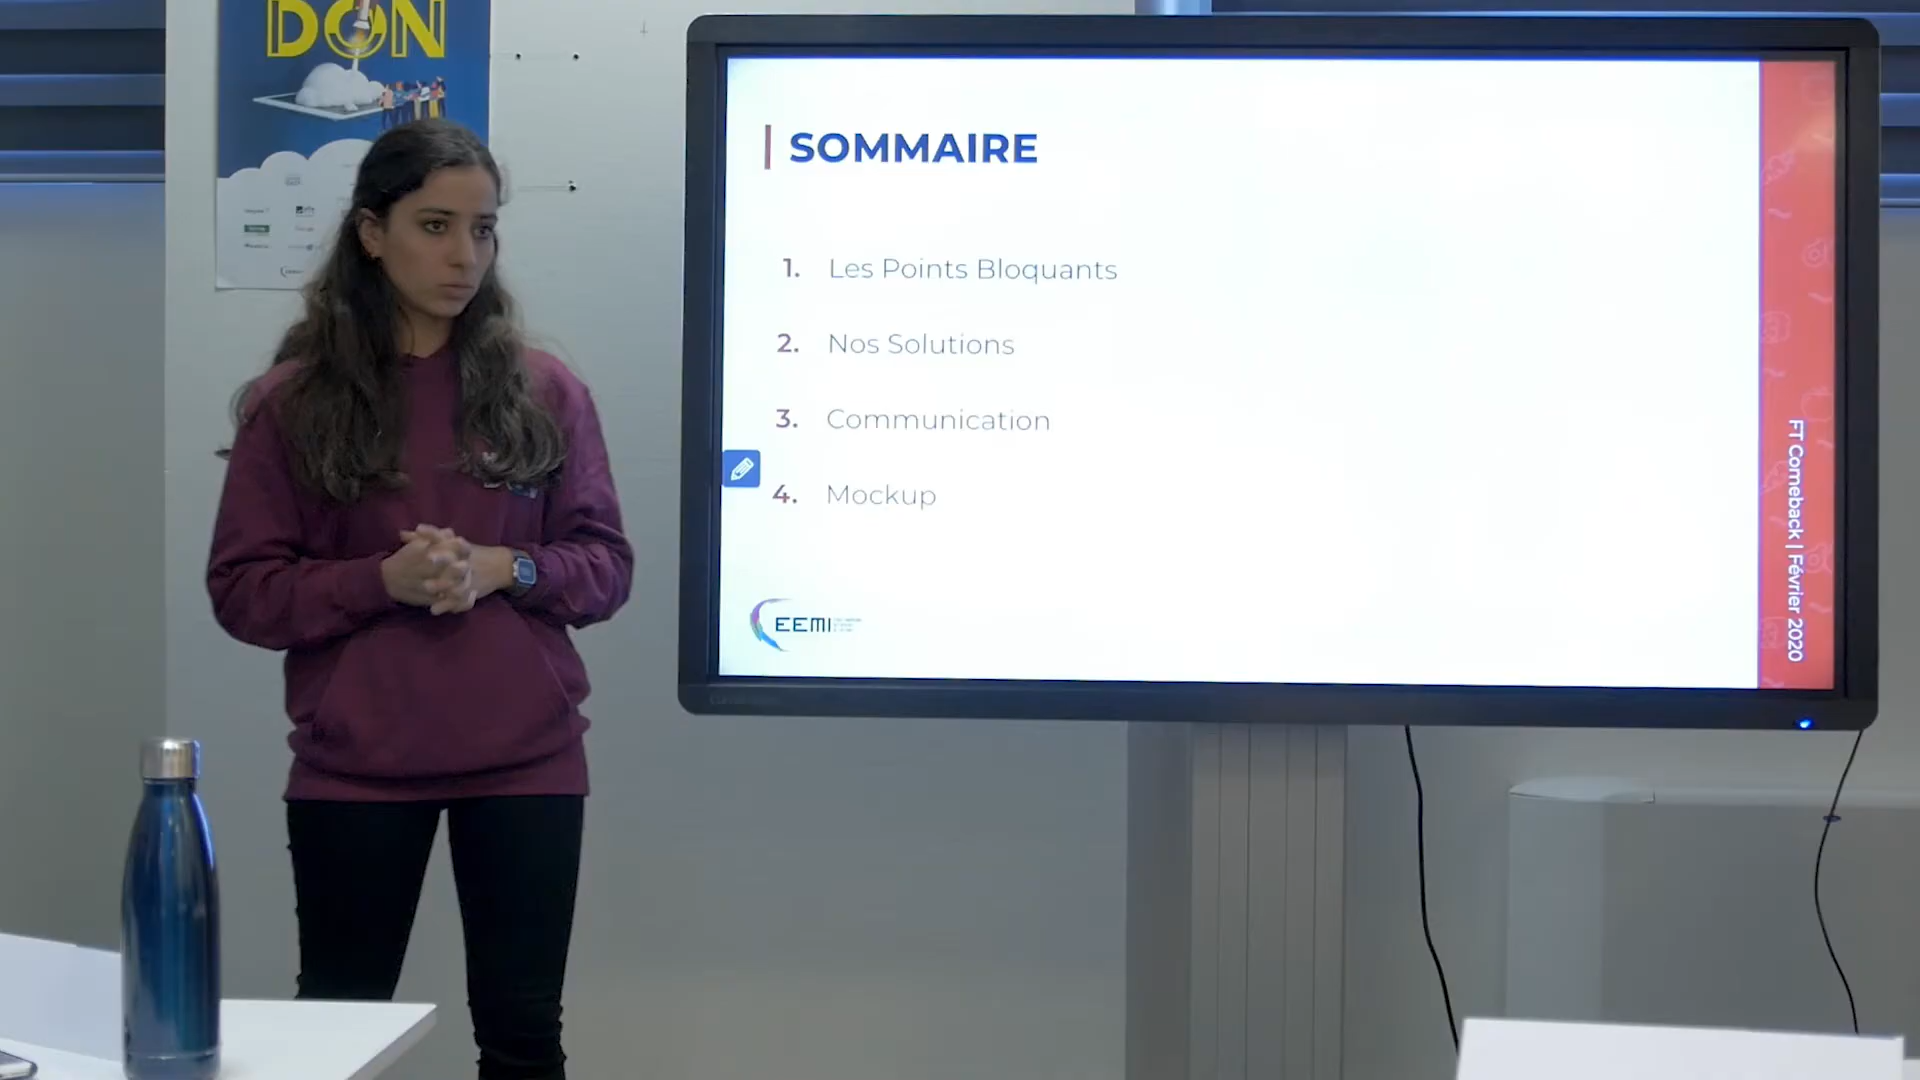 DON
SOMMAIRE
1. Les Points Bloquants
2. Nos Solutions
3. Communication
4. Mockup
EEMI
FT Comeback | Février 2020